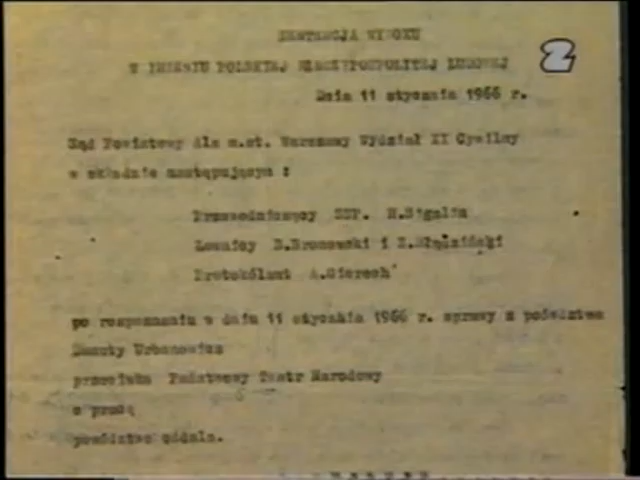 SENTENCJA WYROKU
2
W IMIENIU POLSKIEJ RZECZYPOSPOLITEJ LUDOWEJ
Dnia 11 stycznia 1966 r.
Sąd Powiatowy dla m.st. Warszawy Wydział XI Cywilny
w składzie następującym :
Przewodniczący SSP. H.Sigalin
Ławnicy B.Bronowski i
Protokólant A.Gierech
po rozpoznaniu w dniu 11 stycznia 1966 r. sprawy z powództwa
Danuty Urbanowicz
przeciwko Państwowy Teatr Narodowy
o pracę
powództwo oddala.